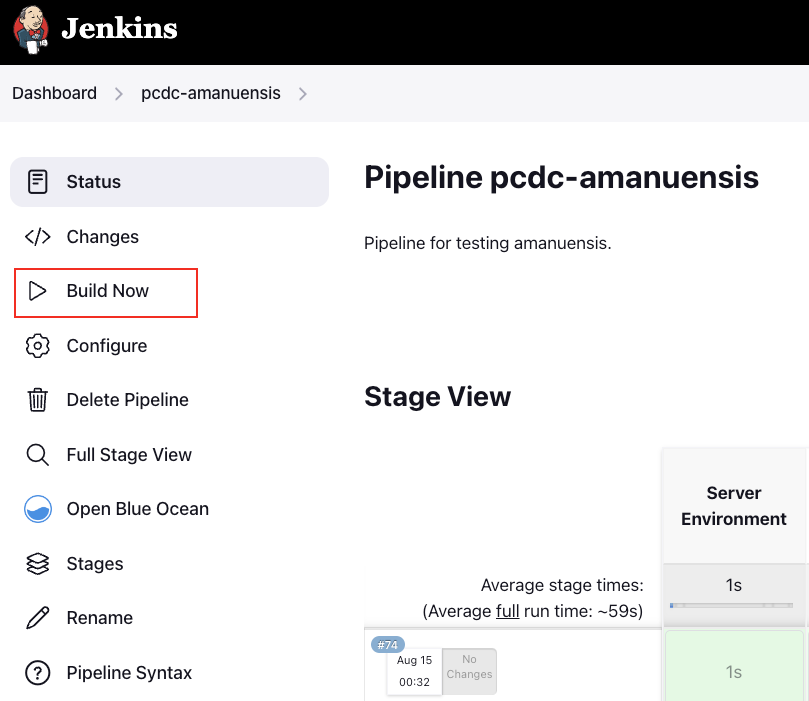 Jenkins
Dashboard
pcdc-amanuensis
Status
Changes
Build Now
Configure
Delete Pipeline
Full Stage View
Open Blue Ocean
Stages
Rename
Pipeline Syntax
Pipeline pcdc-amanuensis
Pipeline for testing amanuensis.
Stage View
Server
Environment
Average stage times:
(Average full run time: ~59s)
1s
#74
Aug 15
00:32
No
Changes
1s